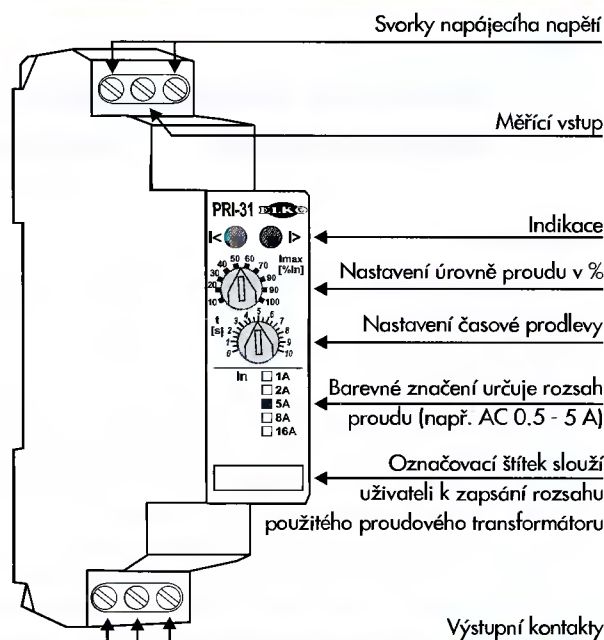 Svorky napájecího napětí
Měřící vstup
PRI-31 ELKO
I< I>
Indikace
Imax
[%In]
10 20 30 40 50 60 70 90 90 100
Nastavení úrovně proudu v %
t
[s]
0 1 2 3 4 5 6 7 8 9 10
Nastavení časové prodlevy
In
1A
2A
5A
8A
16A
Barevné značení určuje rozsah
proudu (např. AC 0.5 - 5 A)
Označovací štítek slouží
uživateli k zapsání rozsahu
použitého proudového transformátoru
Výstupní kontakty